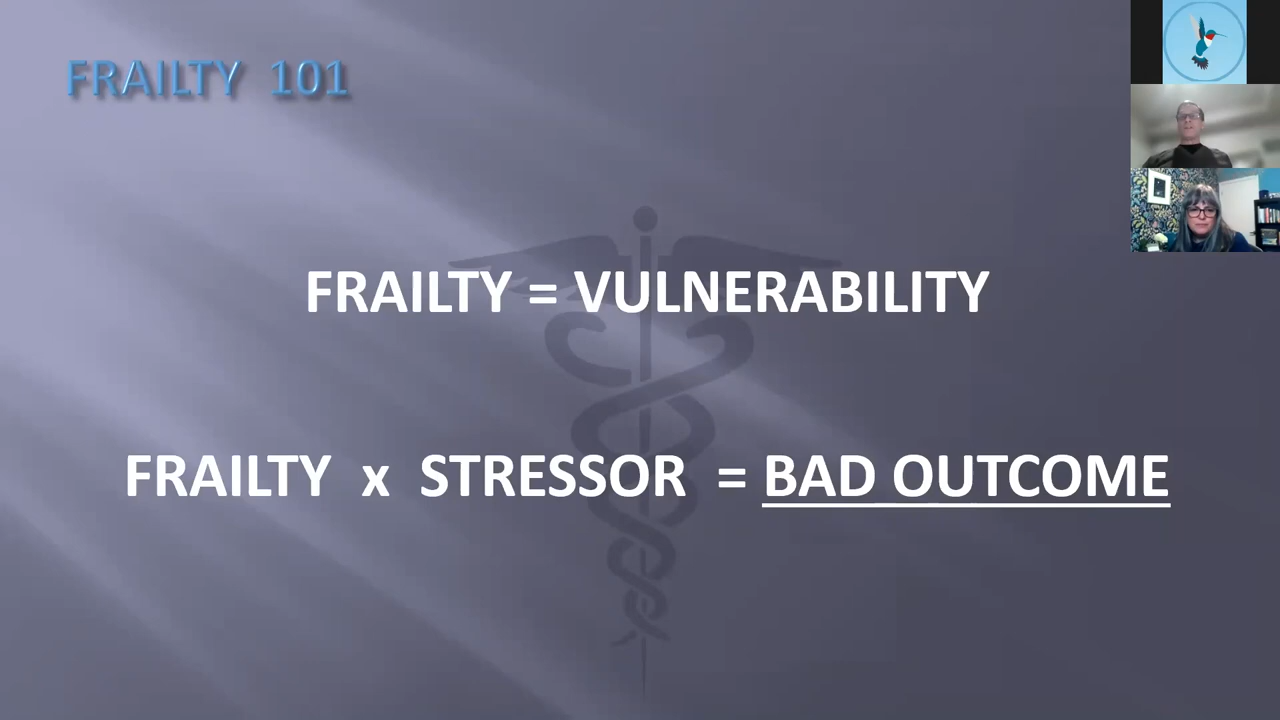 FRAILTY 101
FRAILTY = VULNERABILITY
FRAILTY x STRESSOR = BAD OUTCOME